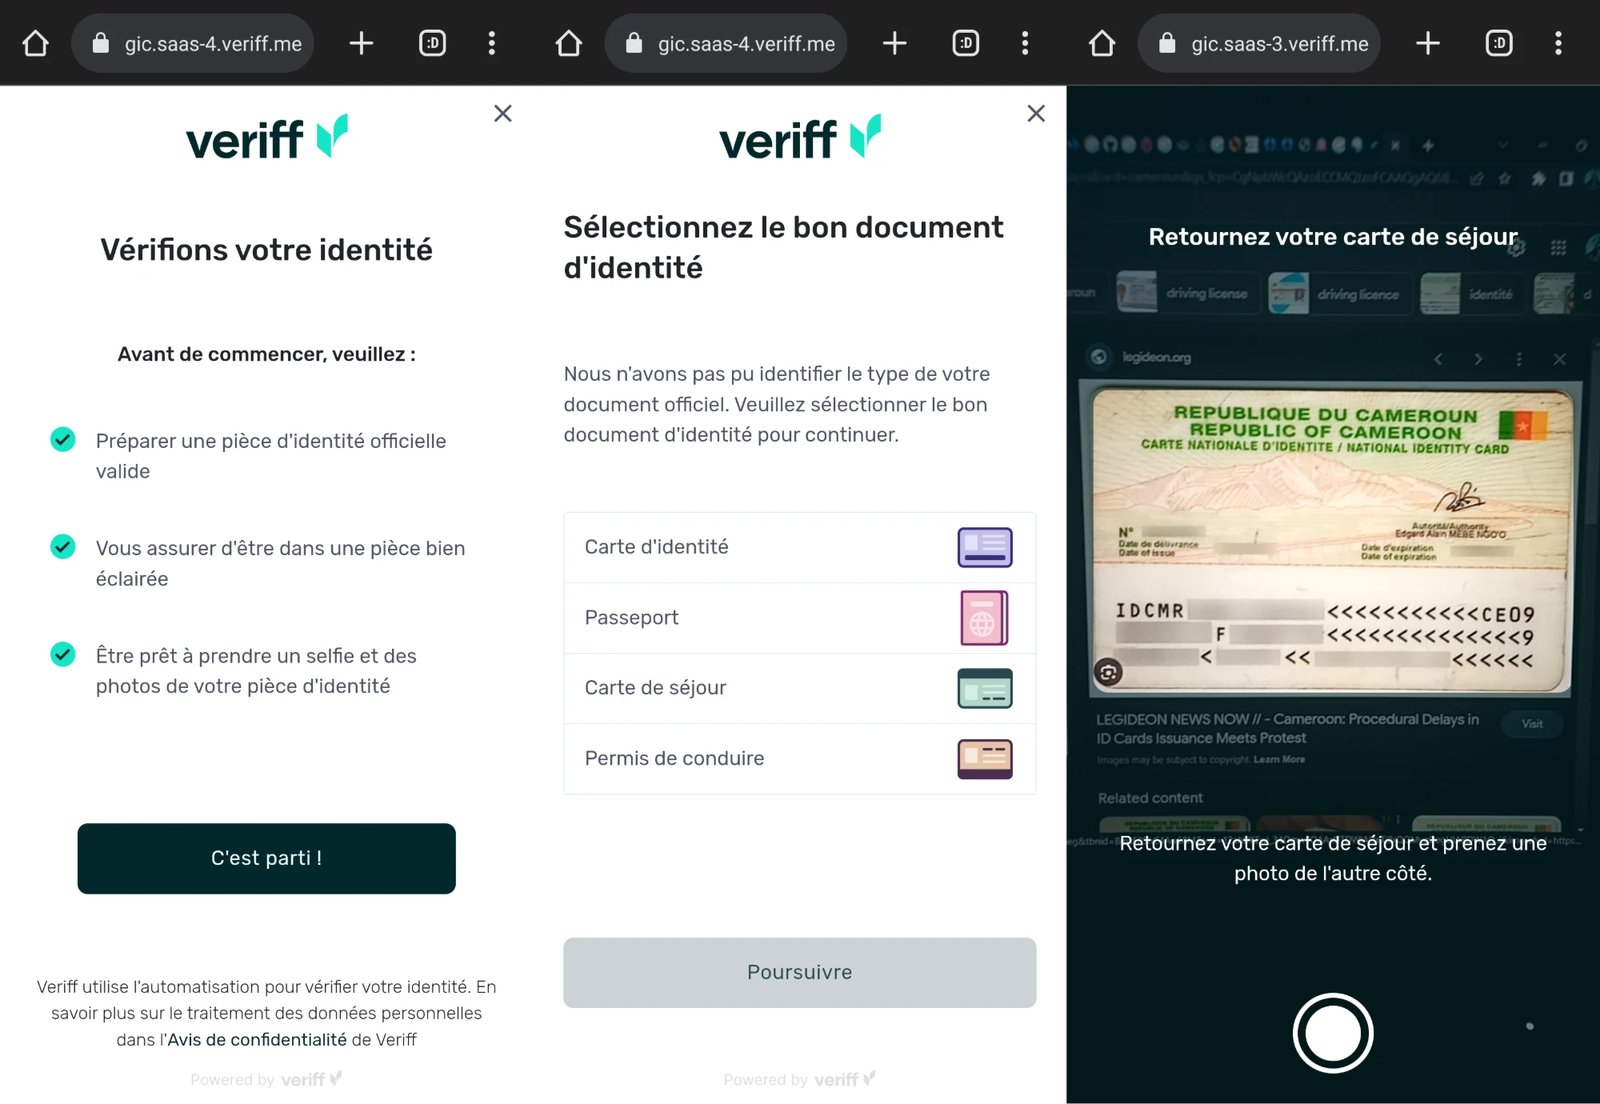 gic.saas-4.veriff.me
:D
veriff
Vérifions votre identité
Avant de commencer, veuillez :
Préparer une pièce d'identité officielle
valide
Vous assurer d'être dans une pièce bien
éclairée
Être prêt à prendre un selfie et des
photos de votre pièce d'identité
C'est parti !
Veriff utilise l'automatisation pour vérifier votre identité. En
savoir plus sur le traitement des données personnelles
dans l'Avis de confidentialité de Veriff
Powered by veriff
gic.saas-4.veriff.me
:D
veriff
Sélectionnez le bon document
d'identité
Nous n'avons pas pu identifier le type de votre
document officiel. Veuillez sélectionner le bon
document d'identité pour continuer.
Carte d'identité
Passeport
Carte de séjour
Permis de conduire
Poursuivre
Powered by veriff
gic.saas-3.veriff.me
:D
Retournez votre carte de séjour
driving license
driving licence
identité
legideon.org
REPUBLIQUE DU CAMEROUN
REPUBLIC OF CAMEROON
CARTE NATIONALE D'IDENTITE / NATIONAL IDENTITY CARD
Autorité/Authority
Edgard Alain MEBE NGO'O
N°
Date de délivrance
Date of issue
Date d'expiration
Date of expiration
IDCMR <<<<<<<<<<<CE09
F <<<<<<<<<<<<<9
< << <<<<<<
LEGIDEON NEWS NOW // - Cameroon: Procedural Delays in
ID Cards Issuance Meets Protest
Visit
Images may be subject to copyright. Learn More
Related content
Retournez votre carte de séjour et prenez une
photo de l'autre côté.